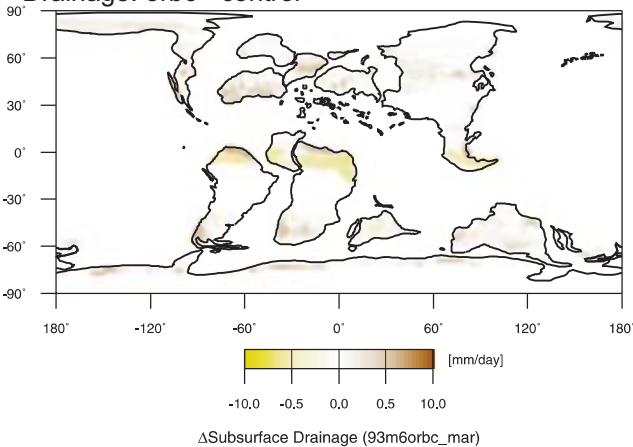 Drainage: orbc - control
90˚
60˚
30˚
0˚
-30˚
-60˚
-90˚
180˚ -120˚ -60˚ 0˚ 60˚ 120˚ 180˚
[mm/day]
-10.0 -0.5 0.0 0.5 10.0
ΔSubsurface Drainage (93m6orbc_mar)